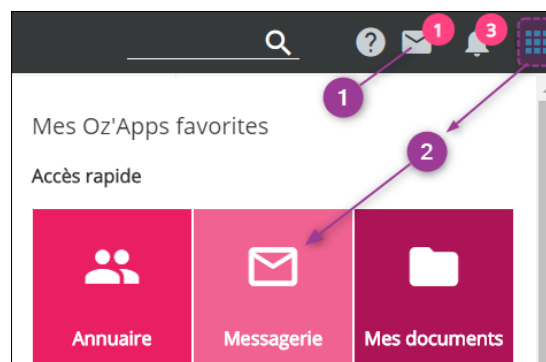 1 3
1
Mes Oz'Apps favorites
2
Accès rapide
Annuaire Messagerie Mes documents